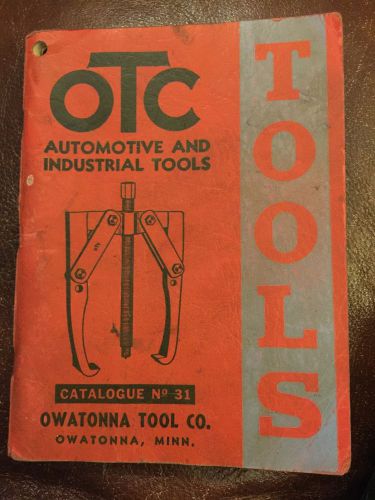 OTC
AUTOMOTIVE AND
INDUSTRIAL TOOLS
CATALOGUE Nº 31
OWATONNA TOOL CO.
OWATONNA, MINN.
TOOLS